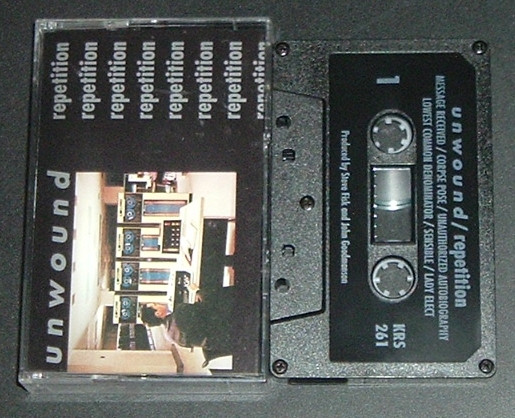 repetition
repetition
repetition
repetition
repetition
repetition
repetition
repetition
unwound
1
unwound/repetition
MESSAGE RECEIVED / CORPSE POSE / UNAUTHORIZED AUTOBIOGRAPHY
LOWEST COMMON DENOMINATOR / SENSIBLE / LADY ELECT
Produced by Steve Fisk and John Goodmanson
KRS
261